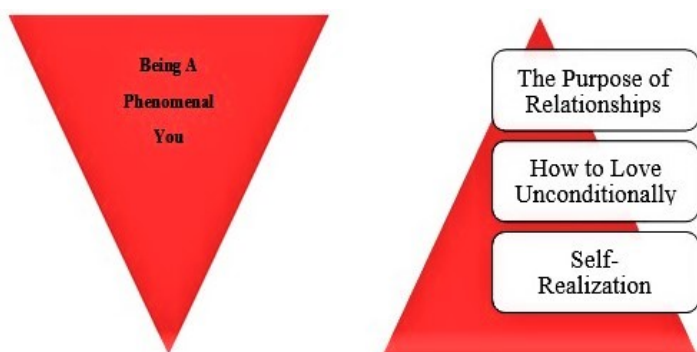 Being A
Phenomenal
You
The Purpose of
Relationships
How to Love
Unconditionally
Self-
Realization